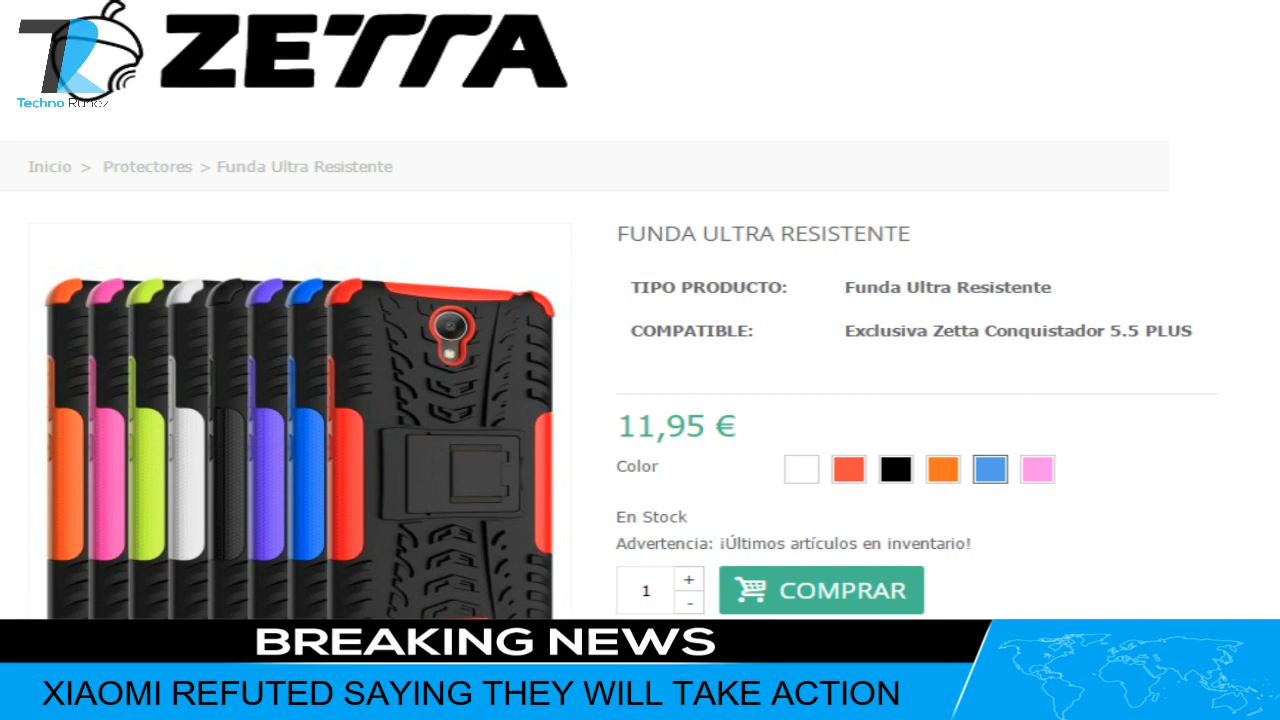 ZETTA
TR
Techno Runez
Inicio > Protectores > Funda Ultra Resistente
FUNDA ULTRA RESISTENTE
TIPO PRODUCTO: Funda Ultra Resistente
COMPATIBLE: Exclusiva Zetta Conquistador 5.5 PLUS
11,95 €
Color
En Stock
Advertencia: ¡Últimos artículos en inventario!
1 + -
COMPRAR
BREAKING NEWS
XIAOMI REFUTED SAYING THEY WILL TAKE ACTION